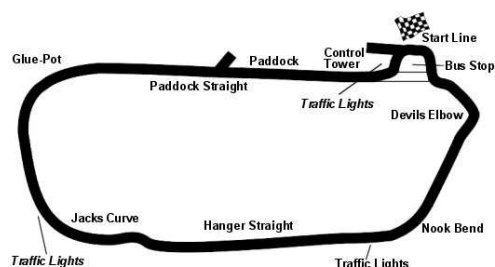 Start Line
Glue-Pot
Paddock
Control
Tower
Bus Stop
Paddock Straight
Traffic Lights
Devils Elbow
Jacks Curve
Hanger Straight
Nook Bend
Traffic Lights
Traffic Lights